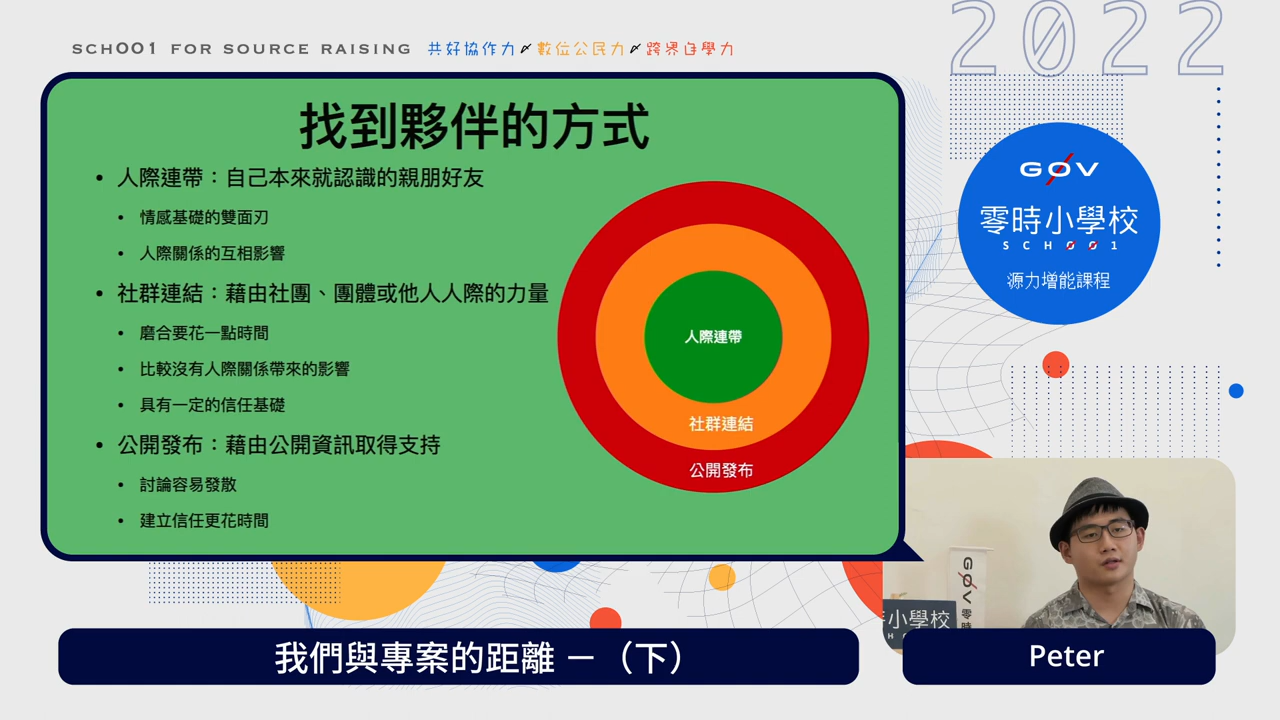 SCHOO1 FOR SOURCE RAISING 共好協作力 數位公民力 跨界自學力
2022
找到夥伴的方式
• 人際連帶：自己本來就認識的親朋好友
• 情感基礎的雙面刃
• 人際關係的互相影響
• 社群連結：藉由社團、團體或他人人際的力量
• 磨合要花一點時間
• 比較沒有人際關係帶來的影響
• 具有一定的信任基礎
• 公開發布：藉由公開資訊取得支持
• 討論容易發散
• 建立信任更花時間
人際連帶
社群連結
公開發布
G0V
零時小學校
SCH001
源力增能課程
G0V 零時
小學校
我們與專案的距離 －（下）
Peter